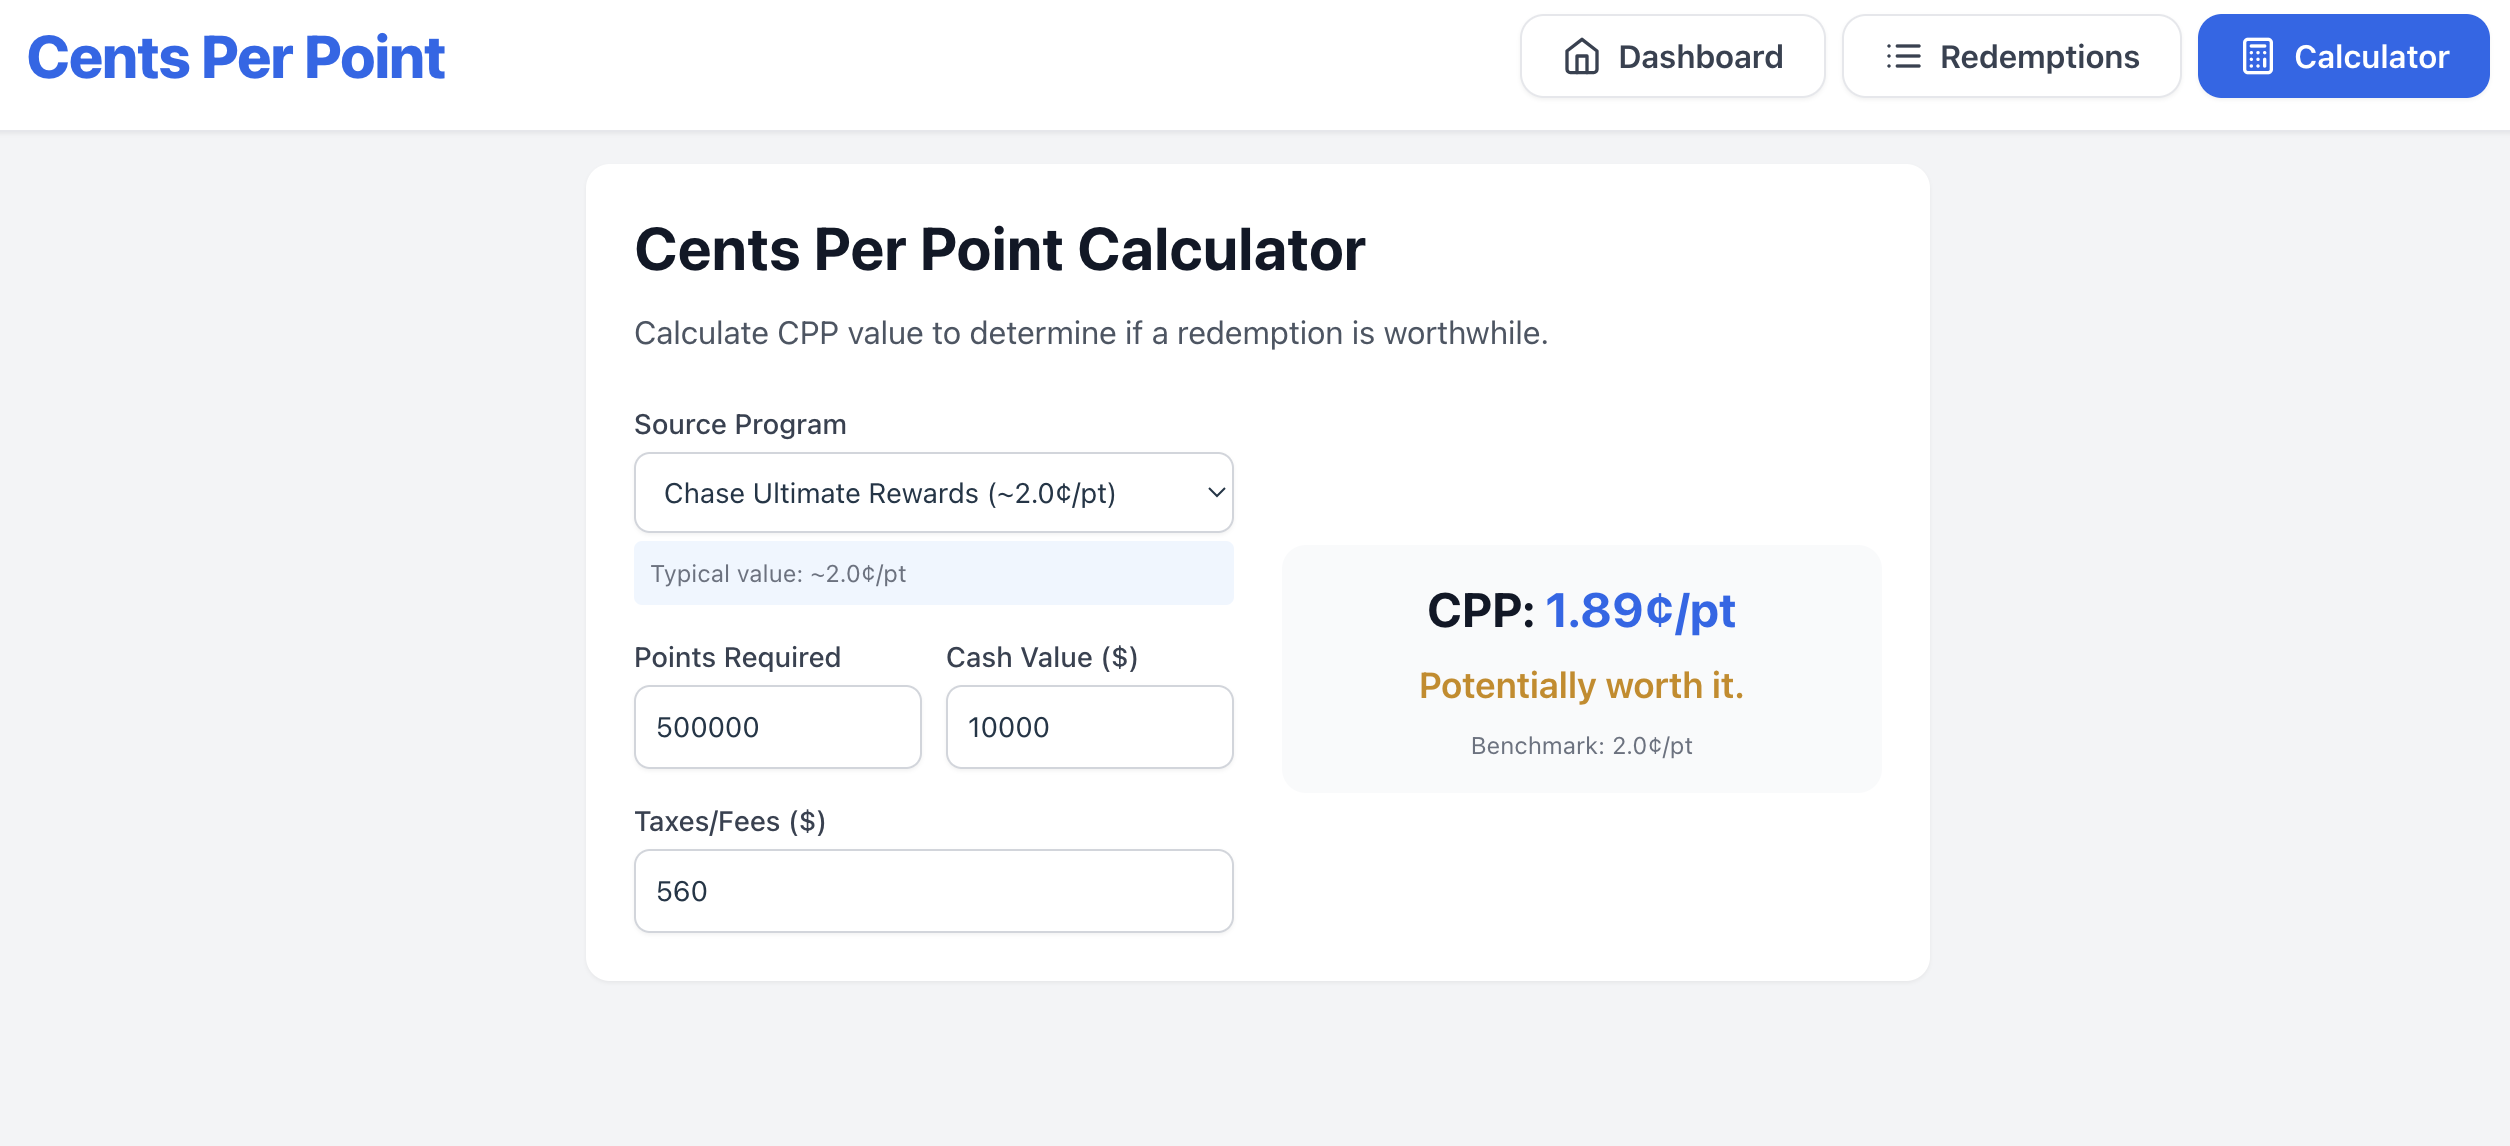 Cents Per Point
Dashboard
Redemptions
Calculator
Cents Per Point Calculator
Calculate CPP value to determine if a redemption is worthwhile.
Source Program
Chase Ultimate Rewards (~2.0¢/pt)
Typical value: ~2.0¢/pt
Points Required
Cash Value ($)
500000
10000
Taxes/Fees ($)
560
CPP: 1.89¢/pt
Potentially worth it.
Benchmark: 2.0¢/pt